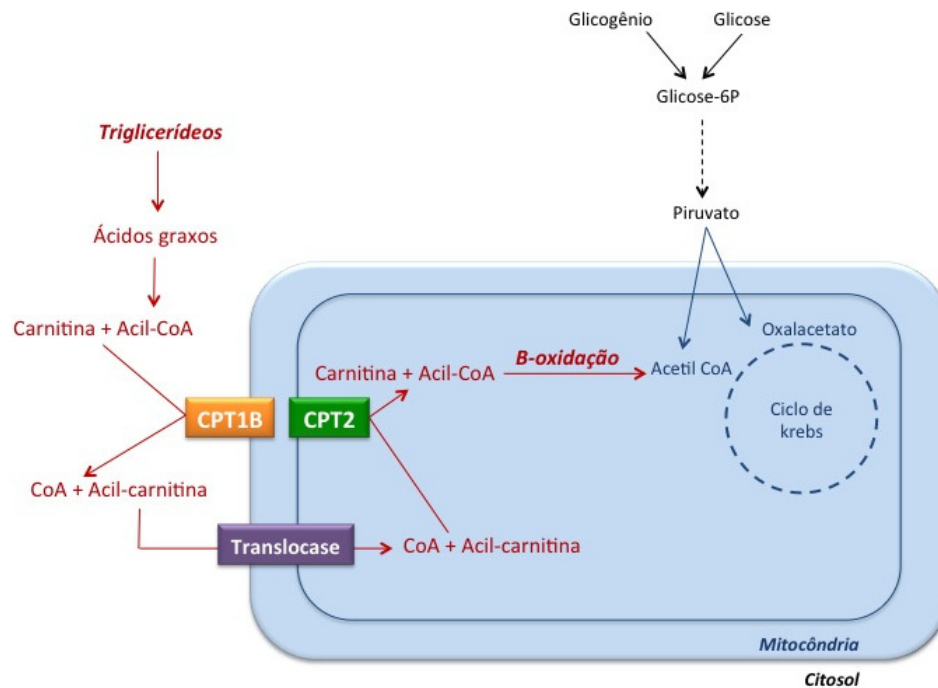 Glicogênio
Glicose
Glicose-6P
Triglicerídeos
Piruvato
Ácidos graxos
Carnitina + Acil-CoA
Oxalacetato
B-oxidação
Carnitina + Acil-CoA
Acetil CoA
CPT1B
CPT2
Ciclo de
krebs
CoA + Acil-carnitina
Translocase
CoA + Acil-carnitina
Mitocôndria
Citosol